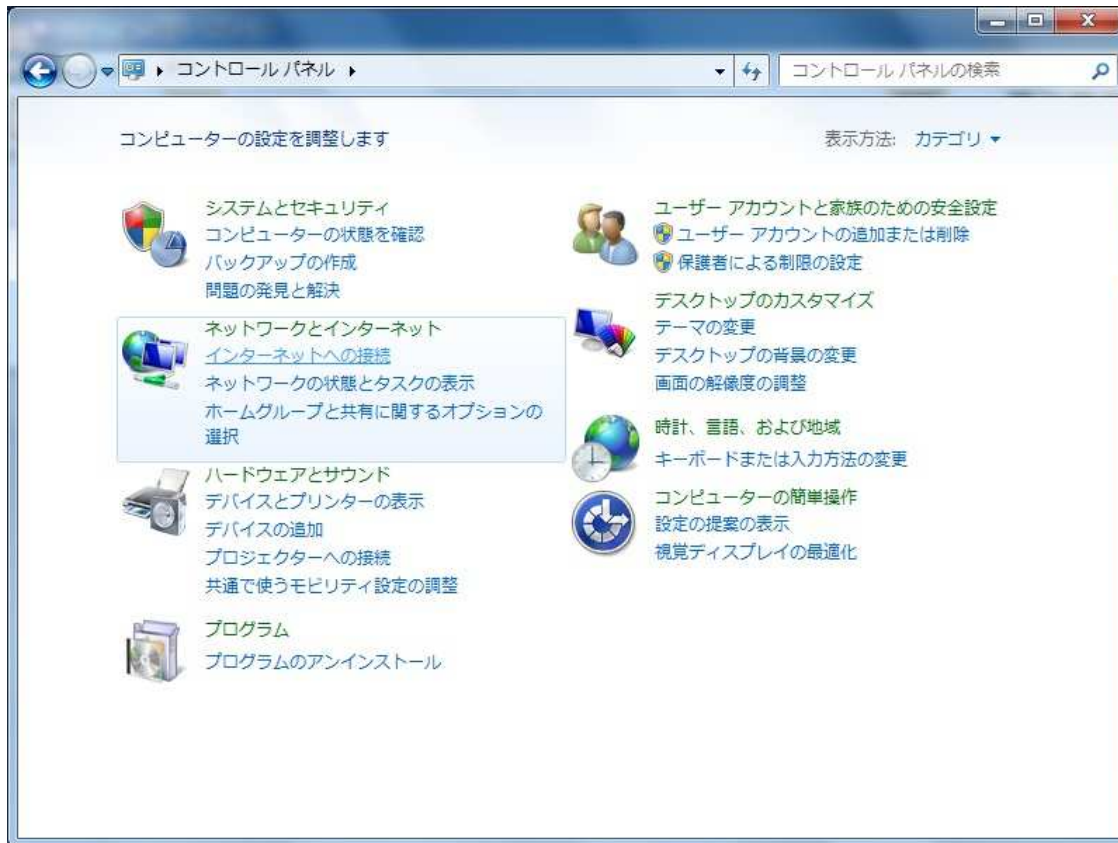 コントロール パネル
コントロール パネルの検索
コンピューターの設定を調整します
表示方法: カテゴリ
システムとセキュリティ
コンピューターの状態を確認
バックアップの作成
問題の発見と解決
ネットワークとインターネット
インターネットへの接続
ネットワークの状態とタスクの表示
ホームグループと共有に関するオプションの
選択
ハードウェアとサウンド
デバイスとプリンターの表示
デバイスの追加
プロジェクターへの接続
共通で使うモビリティ設定の調整
プログラム
プログラムのアンインストール
ユーザー アカウントと家族のための安全設定
ユーザー アカウントの追加または削除
保護者による制限の設定
デスクトップのカスタマイズ
テーマの変更
デスクトップの背景の変更
画面の解像度の調整
時計、言語、および地域
キーボードまたは入力方法の変更
コンピューターの簡単操作
設定の提案の表示
視覚ディスプレイの最適化